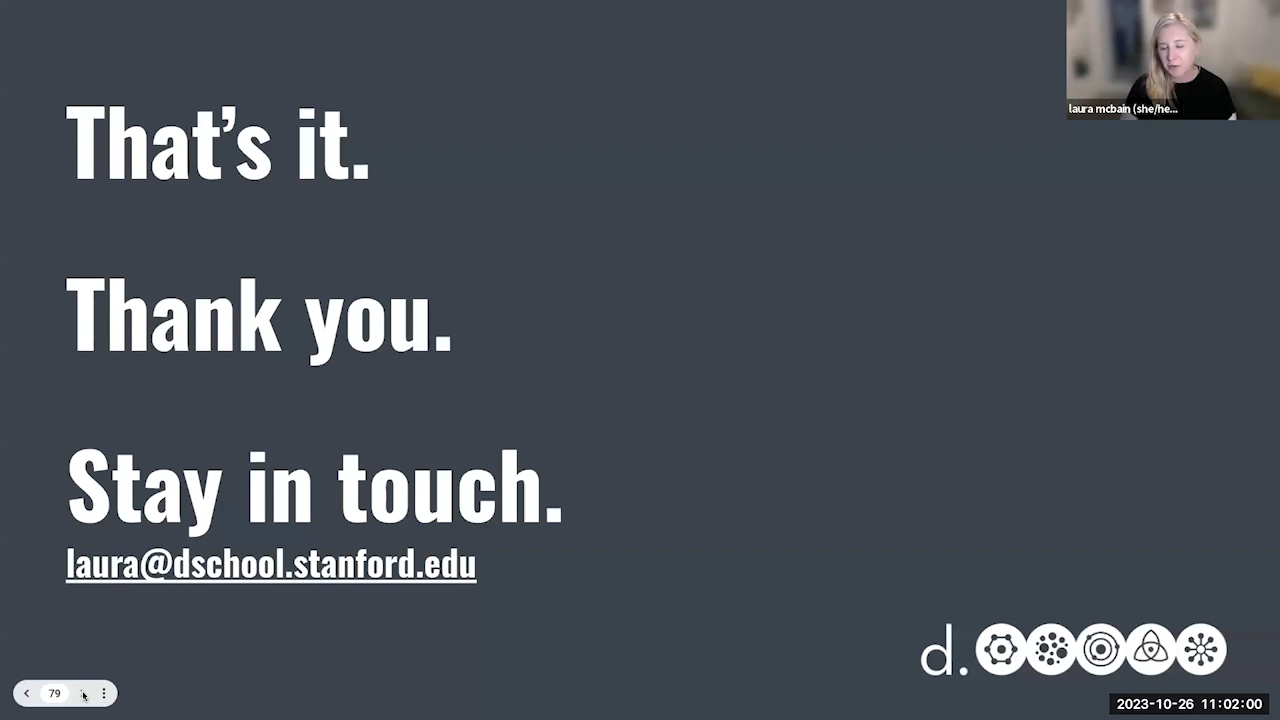 laura mcbain (she/he...
That’s it.
Thank you.
Stay in touch.
laura@dschool.stanford.edu
d.
79
2023-10-26 11:02:00